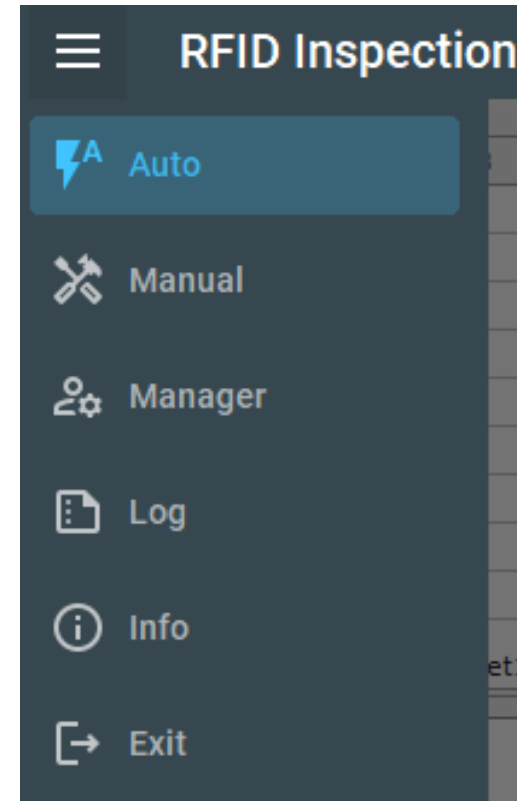 RFID Inspection
Auto
Manual
Manager
Log
Info
Exit